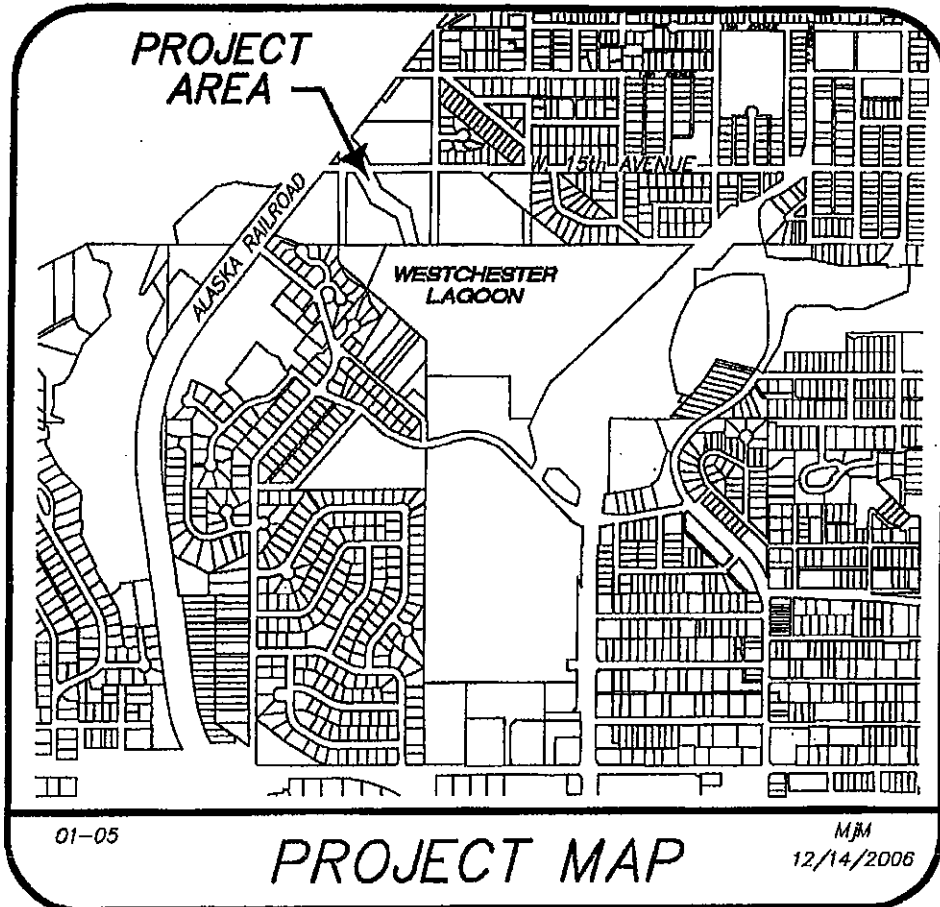 PROJECT
AREA
W. 15th AVENUE
ALASKA RAILROAD
WESTCHESTER
LAGOON
01-05
PROJECT MAP
MJM
12/14/2006